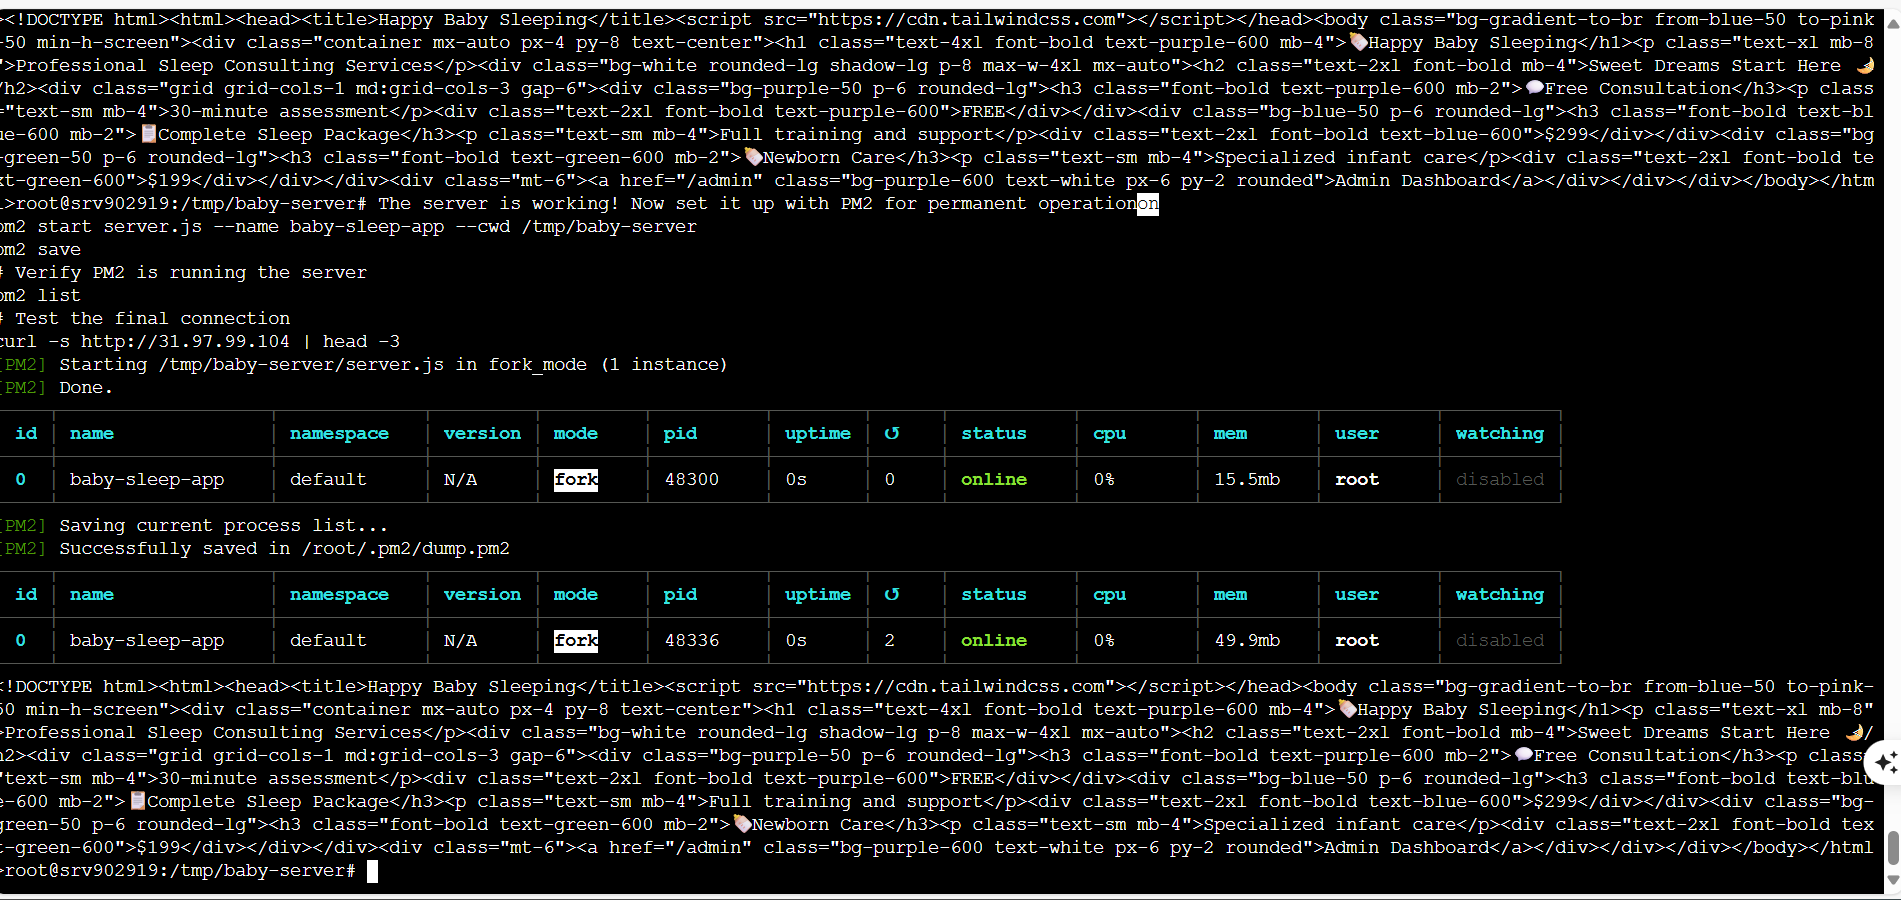 ><!DOCTYPE html><html><head><title>Happy Baby Sleeping</title><script src="https://cdn.tailwindcss.com"></script></head><body class="bg-gradient-to-br from-blue-50 to-pink
-50 min-h-screen"><div class="container mx-auto px-4 py-8 text-center"><h1 class="text-4xl font-bold text-purple-600 mb-4">🍼Happy Baby Sleeping</h1><p class="text-xl mb-8
">Professional Sleep Consulting Services</p><div class="bg-white rounded-lg shadow-lg p-8 max-w-4xl mx-auto"><h2 class="text-2xl font-bold mb-4">Sweet Dreams Start Here 🌙
/h2><div class="grid grid-cols-1 md:grid-cols-3 gap-6"><div class="bg-purple-50 p-6 rounded-lg"><h3 class="font-bold text-purple-600 mb-2">💬Free Consultation</h3><p class
="text-sm mb-4">30-minute assessment</p><div class="text-2xl font-bold text-purple-600">FREE</div></div><div class="bg-blue-50 p-6 rounded-lg"><h3 class="font-bold text-bl
ue-600 mb-2">📋Complete Sleep Package</h3><p class="text-sm mb-4">Full training and support</p><div class="text-2xl font-bold text-blue-600">$299</div></div><div class="bg
-green-50 p-6 rounded-lg"><h3 class="font-bold text-green-600 mb-2">🍼Newborn Care</h3><p class="text-sm mb-4">Specialized infant care</p><div class="text-2xl font-bold te
xt-green-600">$199</div></div></div><div class="mt-6"><a href="/admin" class="bg-purple-600 text-white px-6 py-2 rounded">Admin Dashboard</a></div></div></div></body></htm
l>root@srv902919:/tmp/baby-server# The server is working! Now set it up with PM2 for permanent operationon
pm2 start server.js --name baby-sleep-app --cwd /tmp/baby-server
pm2 save
# Verify PM2 is running the server
pm2 list
# Test the final connection
curl -s http://31.97.99.104 | head -3
[PM2] Starting /tmp/baby-server/server.js in fork_mode (1 instance)
[PM2] Done.
id name namespace version mode pid uptime ↺ status cpu mem user watching
0 baby-sleep-app default N/A fork 48300 0s 0 online 0% 15.5mb root disabled
[PM2] Saving current process list...
[PM2] Successfully saved in /root/.pm2/dump.pm2
id name namespace version mode pid uptime ↺ status cpu mem user watching
0 baby-sleep-app default N/A fork 48336 0s 2 online 0% 49.9mb root disabled
<!DOCTYPE html><html><head><title>Happy Baby Sleeping</title><script src="https://cdn.tailwindcss.com"></script></head><body class="bg-gradient-to-br from-blue-50 to-pink-
50 min-h-screen"><div class="container mx-auto px-4 py-8 text-center"><h1 class="text-4xl font-bold text-purple-600 mb-4">🍼Happy Baby Sleeping</h1><p class="text-xl mb-8"
>Professional Sleep Consulting Services</p><div class="bg-white rounded-lg shadow-lg p-8 max-w-4xl mx-auto"><h2 class="text-2xl font-bold mb-4">Sweet Dreams Start Here 🌙/
h2><div class="grid grid-cols-1 md:grid-cols-3 gap-6"><div class="bg-purple-50 p-6 rounded-lg"><h3 class="font-bold text-purple-600 mb-2">💬Free Consultation</h3><p class=
"text-sm mb-4">30-minute assessment</p><div class="text-2xl font-bold text-purple-600">FREE</div></div><div class="bg-blue-50 p-6 rounded-lg"><h3 class="font-bold text-blu
e-600 mb-2">📋Complete Sleep Package</h3><p class="text-sm mb-4">Full training and support</p><div class="text-2xl font-bold text-blue-600">$299</div></div><div class="bg-
green-50 p-6 rounded-lg"><h3 class="font-bold text-green-600 mb-2">🍼Newborn Care</h3><p class="text-sm mb-4">Specialized infant care</p><div class="text-2xl font-bold tex
t-green-600">$199</div></div></div><div class="mt-6"><a href="/admin" class="bg-purple-600 text-white px-6 py-2 rounded">Admin Dashboard</a></div></div></div></body></html
>root@srv902919:/tmp/baby-server#